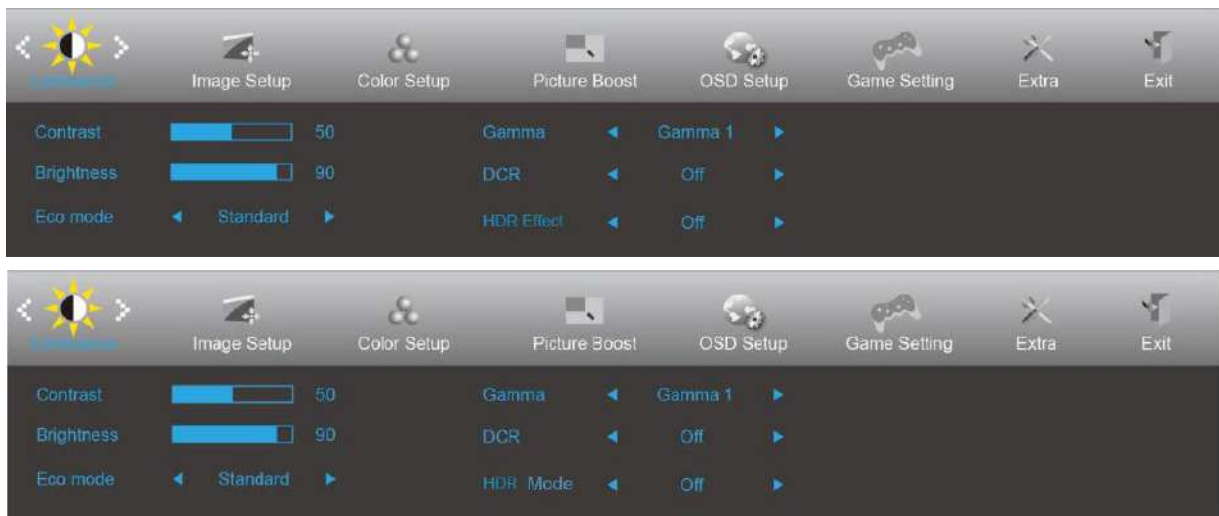 Image Setup Color Setup Picture Boost OSD Setup Game Setting Extra Exit
Contrast 50 Gamma Gamma 1
Brightness 90 DCR Off
Eco mode Standard HDR Effect Off
Image Setup Color Setup Picture Boost OSD Setup Game Setting Extra Exit
Contrast 50 Gamma Gamma 1
Brightness 90 DCR Off
Eco mode Standard HDR Mode Off